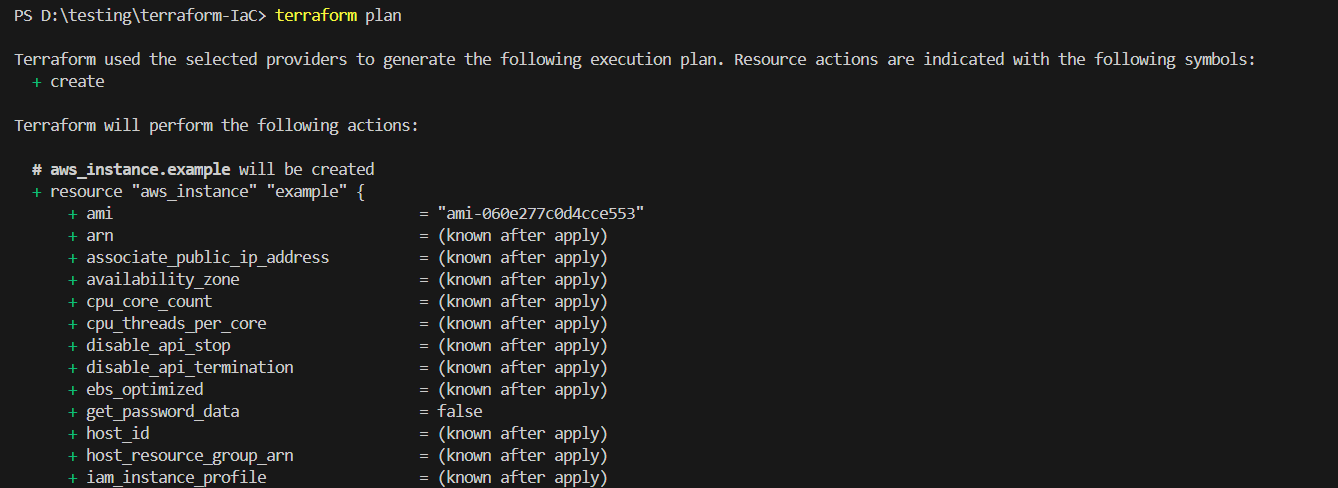 PS D:\testing\terraform-IaC> terraform plan
Terraform used the selected providers to generate the following execution plan. Resource actions are indicated with the following symbols:
+ create
Terraform will perform the following actions:
# aws_instance.example will be created
+ resource "aws_instance" "example" {
+ ami = "ami-060e277c0d4cce553"
+ arn = (known after apply)
+ associate_public_ip_address = (known after apply)
+ availability_zone = (known after apply)
+ cpu_core_count = (known after apply)
+ cpu_threads_per_core = (known after apply)
+ disable_api_stop = (known after apply)
+ disable_api_termination = (known after apply)
+ ebs_optimized = (known after apply)
+ get_password_data = false
+ host_id = (known after apply)
+ host_resource_group_arn = (known after apply)
+ iam_instance_profile = (known after apply)